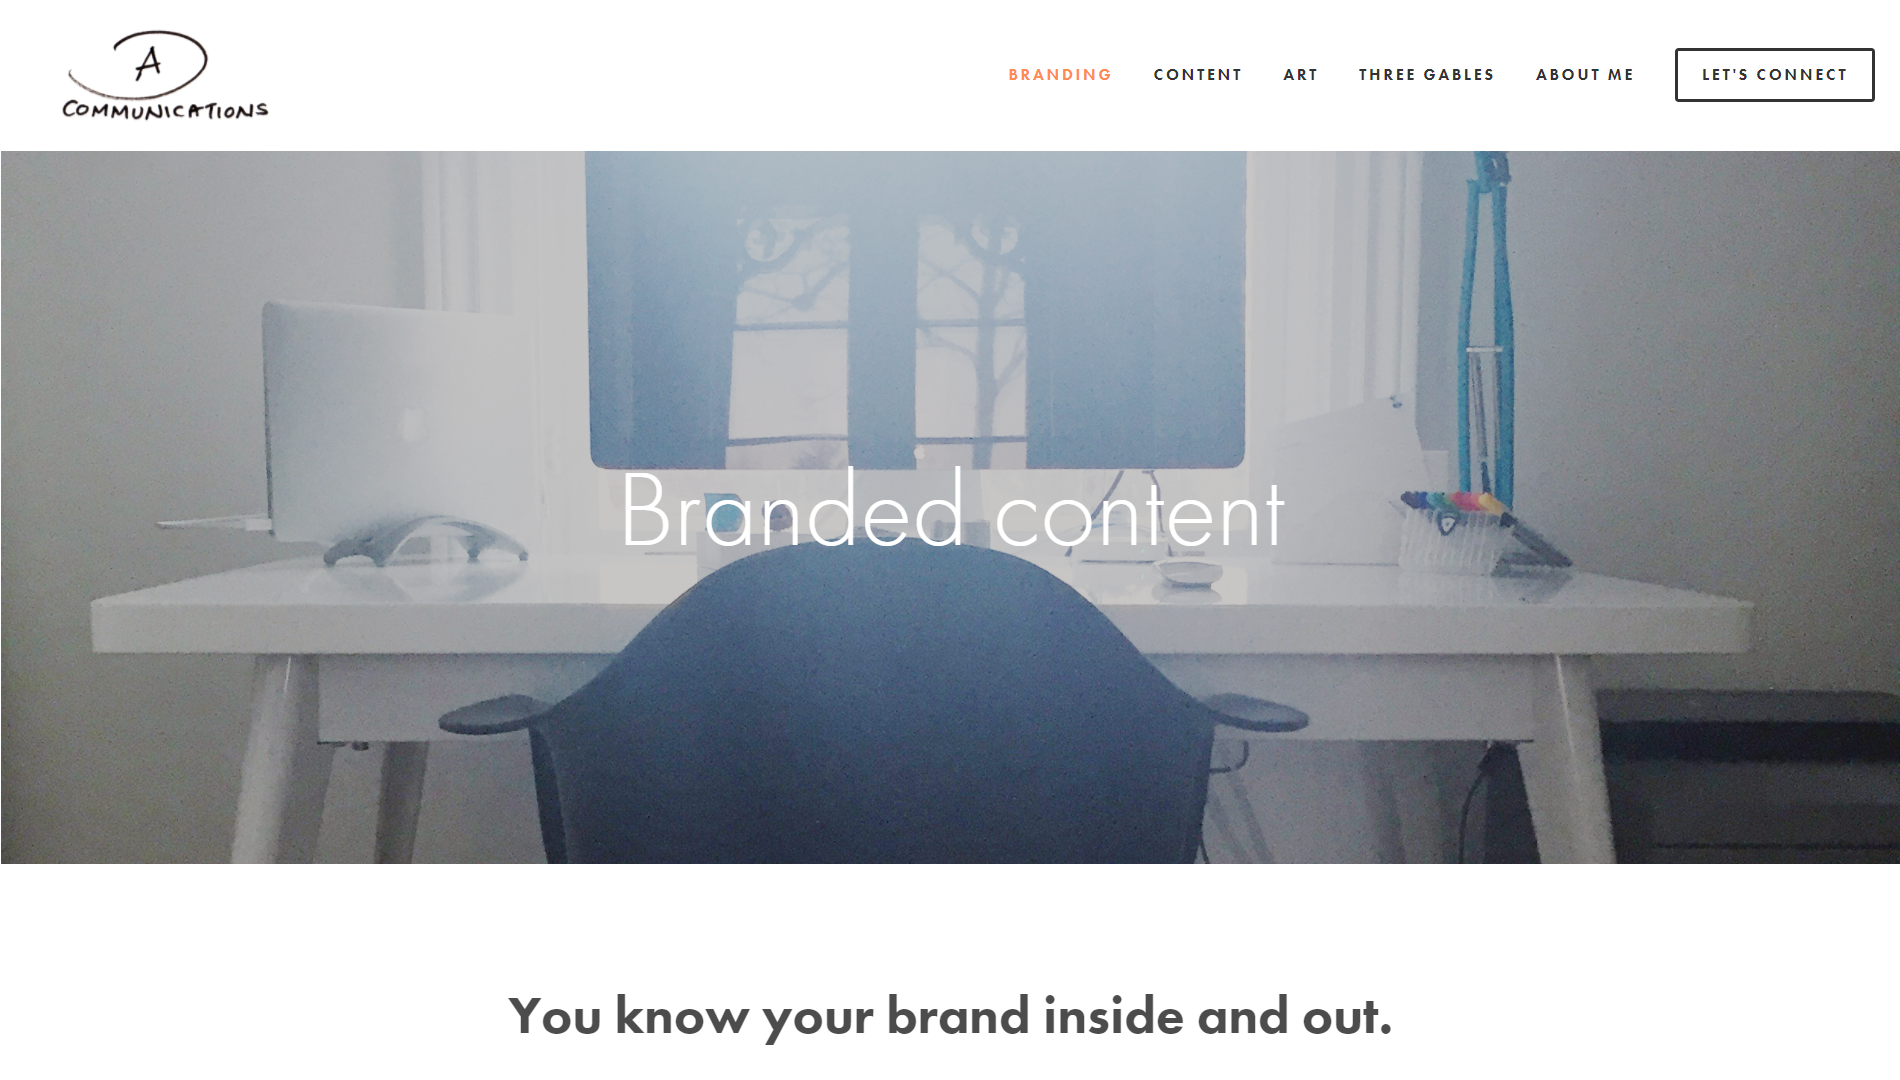 A
COMMUNICATIONS
BRANDING
CONTENT
ART
THREE GABLES
ABOUT ME
LET'S CONNECT
Branded content
You know your brand inside and out.